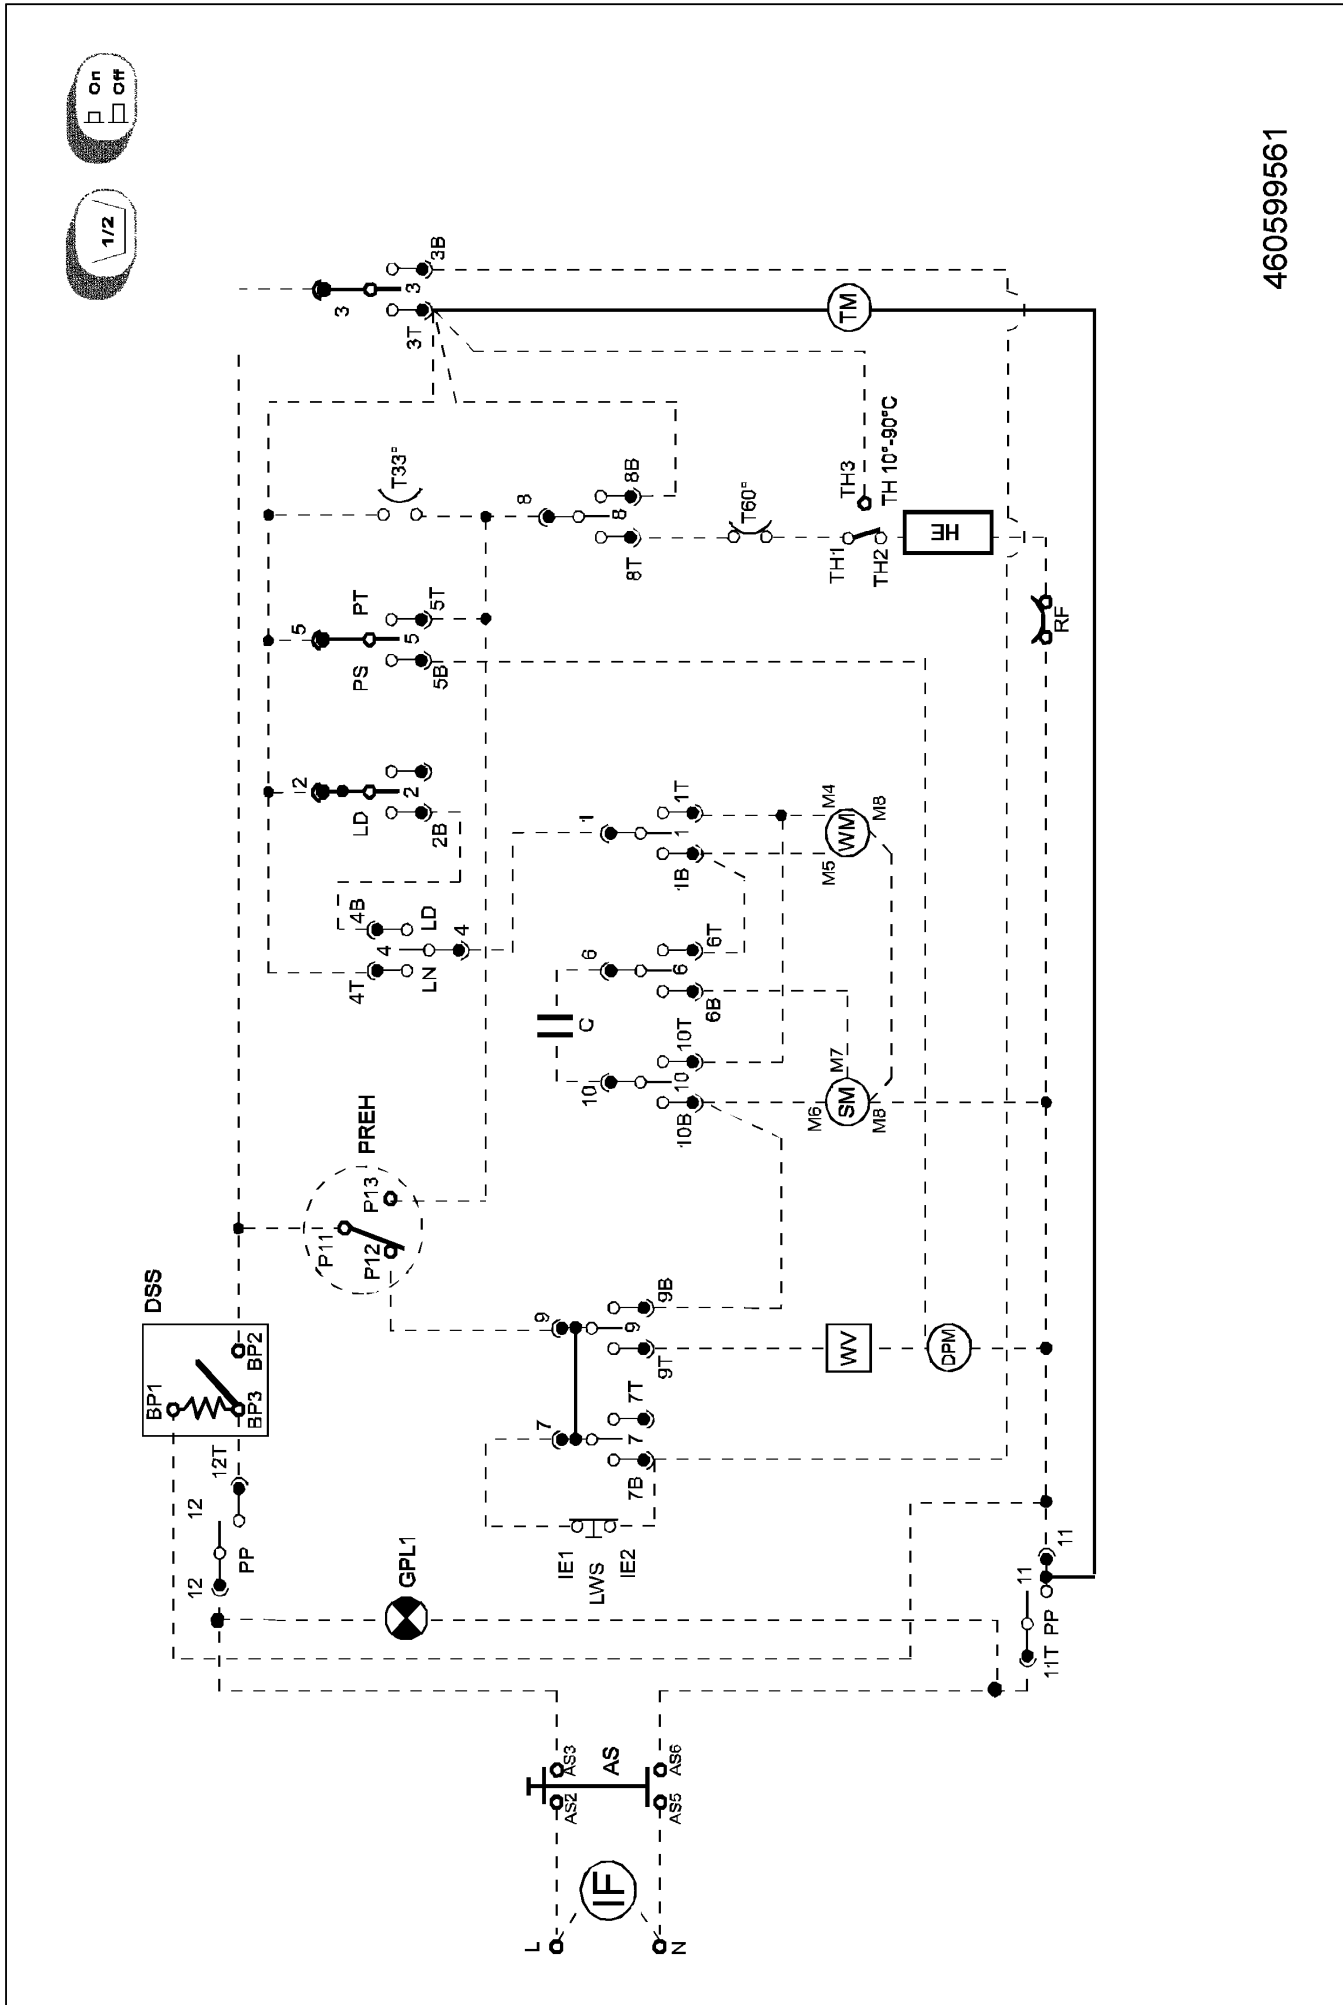 On
Off
1/2
460599561
3
3
3T
3B
TM
T33°
8
8
8T
8B
T60°
TH1
TH2
TH3
TH 10°-90°C
HE
RF
5
PT
PS
5
5T
5B
2
LD
2
2B
4B
LD
4
4
4T
LN
1
1
1T
1B
M4
M5
WM
M8
6
6
6T
6B
C
10
10
10T
10B
M7
M6
SM
M8
PREH
P11
P12
P13
DSS
BP1
BP2
BP3
9
9
9B
9T
WV
DPM
7
7
7T
7B
IE1
LWS
IE2
12T
12
12
PP
GPL1
11
11
11T
PP
AS3
AS2
AS
AS6
AS5
IF
L
N